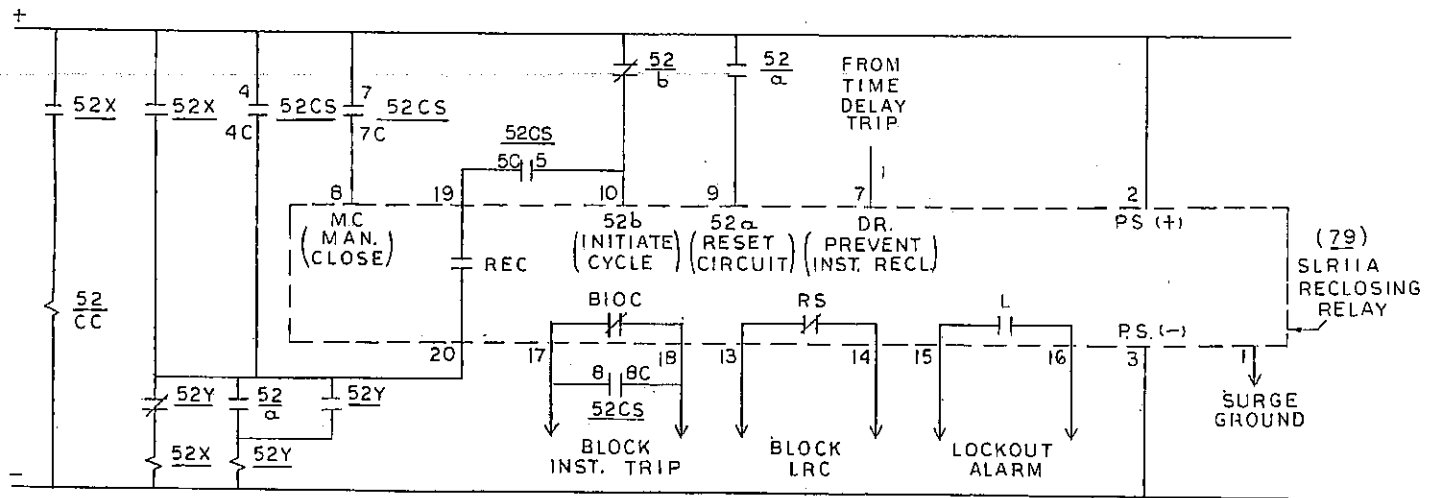 +
52X
52X
4 52CS
4C
7 52CS
7C
52CS
5C 5
52
b
52
a
FROM
TIME
DELAY
TRIP
1
8
19
10
9
7
2
M.C
(MAN.
CLOSE)
REC
52b
(INITIATE
CYCLE)
52a
(RESET
CIRCUIT)
DR.
(PREVENT
INST. RECL.)
PS (+)
(79)
SLR11A
RECLOSING
RELAY
52
CC
BIOC
RS
L
P.S. (-)
20
17
18
13
14
15
16
3
1
8 8C
52CS
SURGE
GROUND
52Y
52
a
52Y
52X
52Y
BLOCK
INST. TRIP
BLOCK
LRC
LOCKOUT
ALARM
-